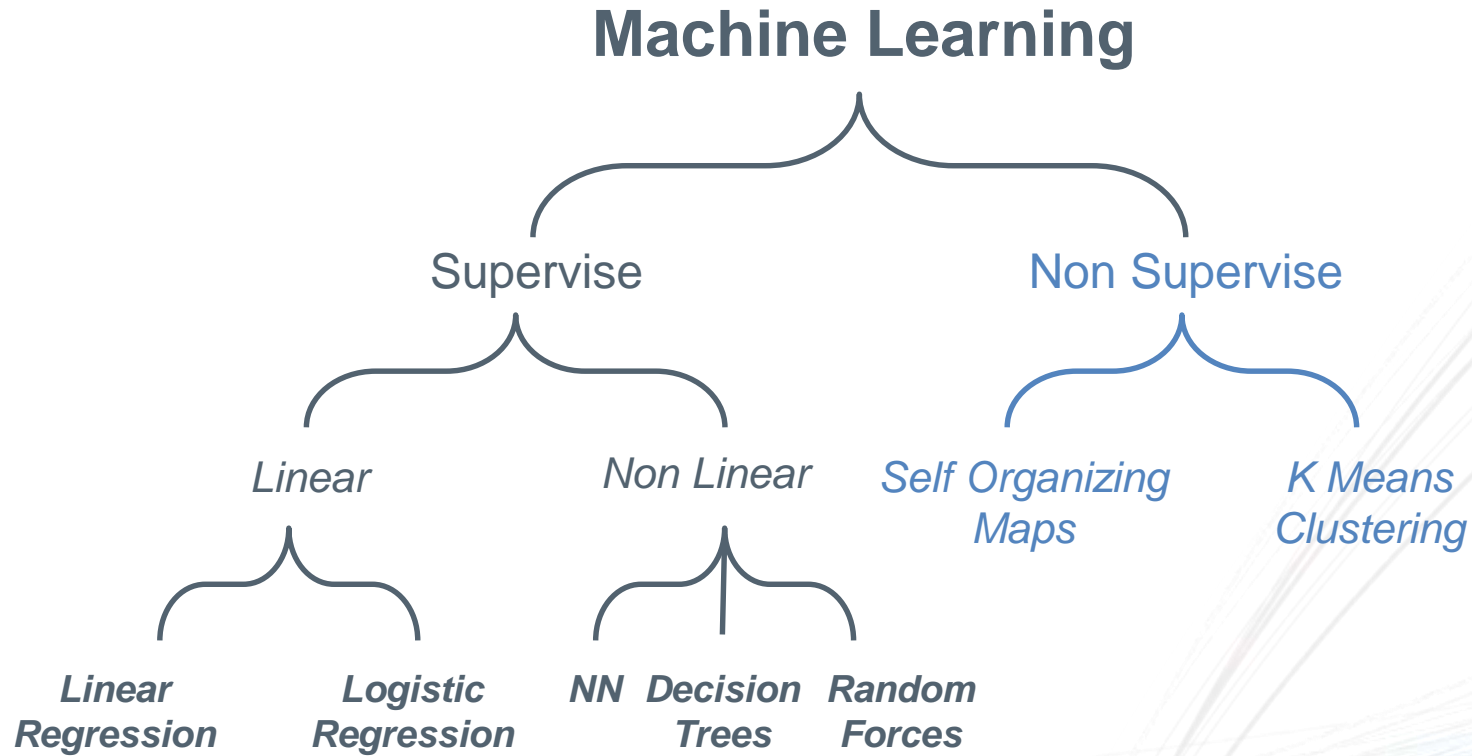 Machine Learning
Supervise
Non Supervise
Linear
Non Linear
Self Organizing
Maps
K Means
Clustering
Linear
Regression
Logistic
Regression
NN
Decision
Trees
Random
Forces